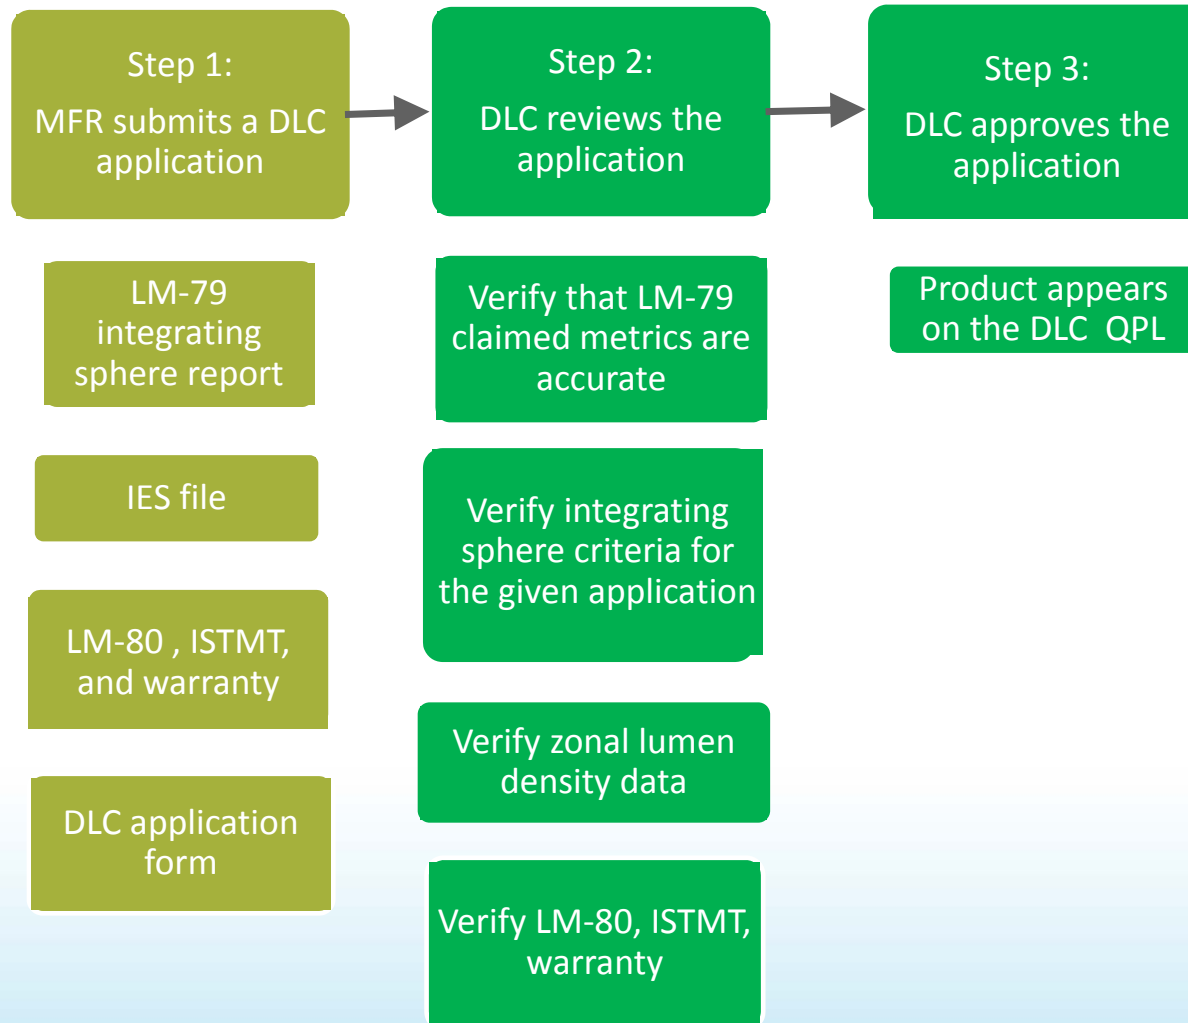 Step 1:
MFR submits a DLC
application
Step 2:
DLC reviews the
application
Step 3:
DLC approves the
application
LM-79
integrating
sphere report
IES file
LM-80 , ISTMT,
and warranty
DLC application
form
Verify that LM-79
claimed metrics are
accurate
Verify integrating
sphere criteria for
the given application
Verify zonal lumen
density data
Verify LM-80, ISTMT,
warranty
Product appears
on the DLC  QPL